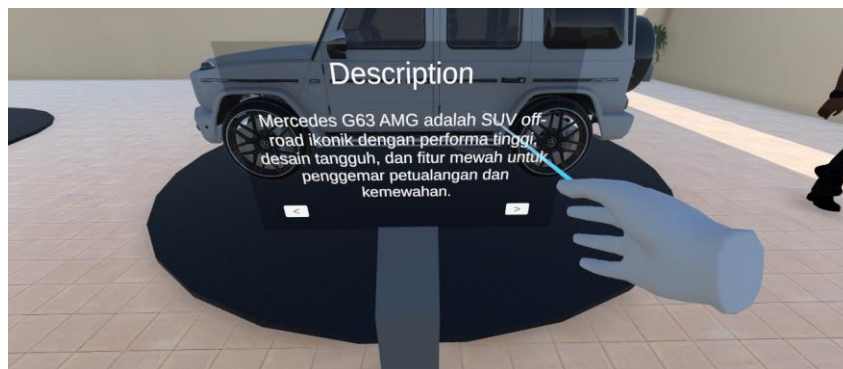 Description
Mercedes G63 AMG adalah SUV off-
road ikonik dengan performa tinggi,
desain tangguh, dan fitur mewah untuk
penggemar petualangan dan
kemewahan.
< >